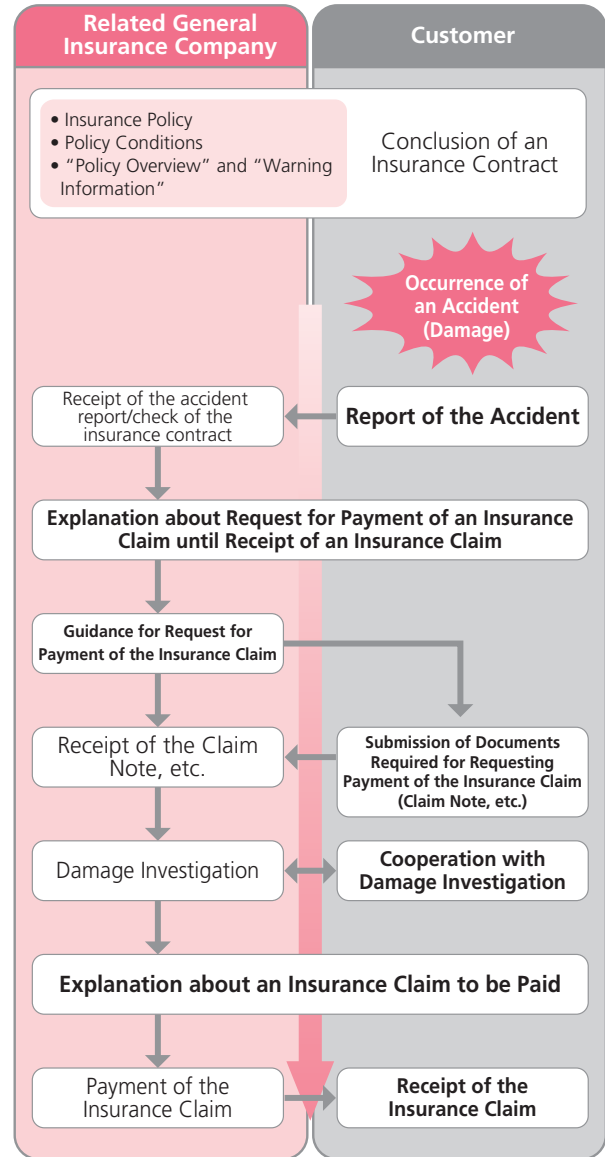 Related General
Insurance Company
Customer
• Insurance Policy
• Policy Conditions
• “Policy Overview” and “Warning
Information”
Conclusion of an
Insurance Contract
Occurrence of
an Accident
(Damage)
Receipt of the accident
report/check of the
insurance contract
Report of the Accident
Explanation about Request for Payment of an Insurance
Claim until Receipt of an Insurance Claim
Guidance for Request for
Payment of the Insurance Claim
Receipt of the Claim
Note, etc.
Submission of Documents
Required for Requesting
Payment of the Insurance Claim
(Claim Note, etc.)
Damage Investigation
Cooperation with
Damage Investigation
Explanation about an Insurance Claim to be Paid
Payment of the
Insurance Claim
Receipt of the
Insurance Claim